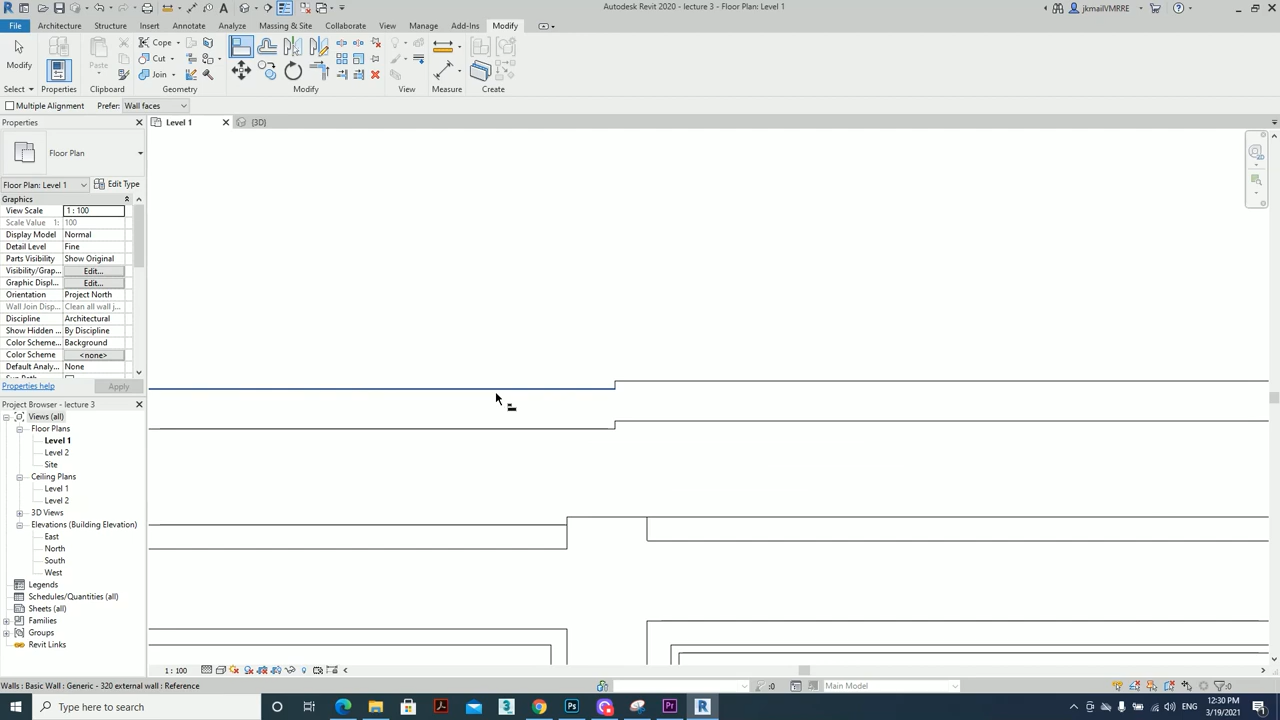 Autodesk Revit 2020 - lecture 3 - Floor Plan: Level 1
jkmailVMRRE
File
Architecture
Structure
Insert
Annotate
Analyze
Massing & Site
Collaborate
View
Manage
Add-Ins
Modify
Modify
Paste
Cope
Cut
Join
Select
Properties
Clipboard
Geometry
Modify
View
Measure
Create
Multiple Alignment
Prefer: Wall faces
Properties
Level 1
{3D}
Floor Plan
Floor Plan: Level 1
Edit Type
Graphics
View Scale 1 : 100
Scale Value 1: 100
Display Model Normal
Detail Level Fine
Parts Visibility Show Original
Visibility/Grap... Edit...
Graphic Displ... Edit...
Orientation Project North
Wall Join Disp... Clean all wall j...
Discipline Architectural
Show Hidden ... By Discipline
Color Scheme... Background
Color Scheme <none>
Default Analy... None
Properties help
Apply
Project Browser - lecture 3
Views (all)
Floor Plans
Level 1
Level 2
Site
Ceiling Plans
Level 1
Level 2
3D Views
Elevations (Building Elevation)
East
North
South
West
Legends
Schedules/Quantities (all)
Sheets (all)
Families
Groups
Revit Links
1 : 100
Walls : Basic Wall : Generic - 320 external wall : Reference
:0
Main Model
:0
Type here to search
12:30 PM
3/19/2021